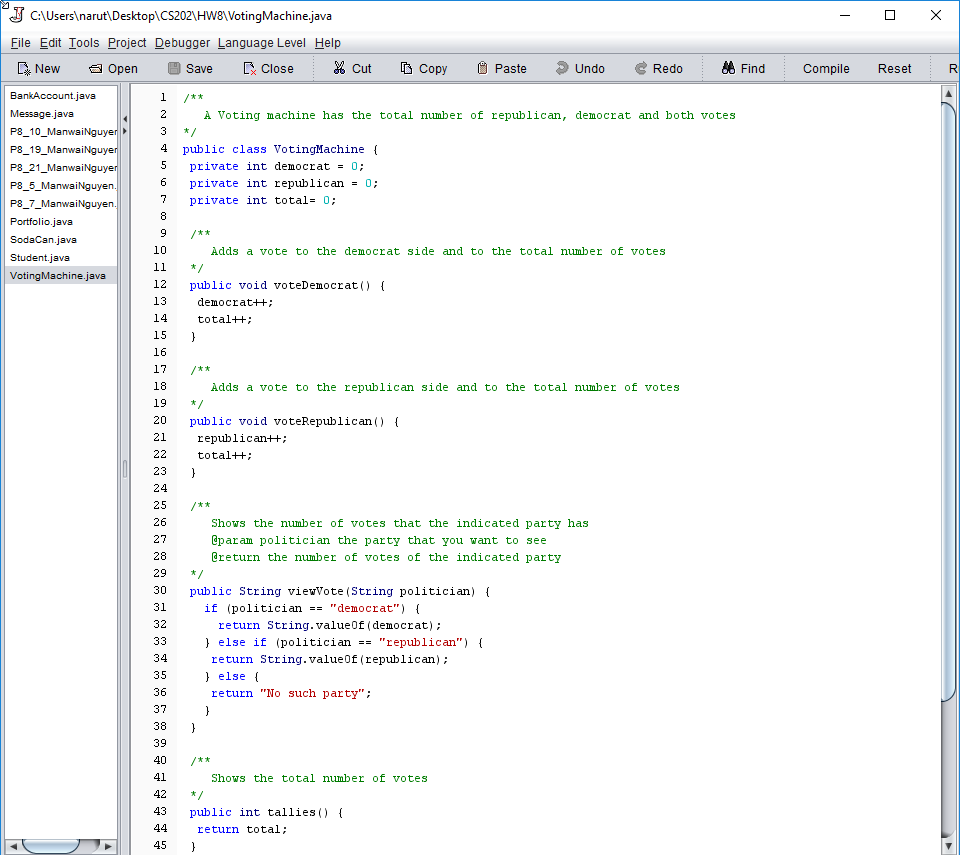 C:\Users\narut\Desktop\CS202\HW8\VotingMachine.java
File Edit Tools Project Debugger Language Level Help
New Open Save Close Cut Copy Paste Undo Redo Find Compile Reset
BankAccount.java
Message.java
P8_10_ManwaiNguyen
P8_19_ManwaiNguyen
P8_21_ManwaiNguyen
P8_5_ManwaiNguyen.
P8_7_ManwaiNguyen.
Portfolio.java
SodaCan.java
Student.java
VotingMachine.java
1 /**
2 A Voting machine has the total number of republican, democrat and both votes
3 */
4 public class VotingMachine {
5 private int democrat = 0;
6 private int republican = 0;
7 private int total= 0;
8
9 /**
10 Adds a vote to the democrat side and to the total number of votes
11 */
12 public void voteDemocrat() {
13 democrat++;
14 total++;
15 }
16
17 /**
18 Adds a vote to the republican side and to the total number of votes
19 */
20 public void voteRepublican() {
21 republican++;
22 total++;
23 }
24
25 /**
26 Shows the number of votes that the indicated party has
27 @param politician the party that you want to see
28 @return the number of votes of the indicated party
29 */
30 public String viewVote(String politician) {
31 if (politician == "democrat") {
32 return String.valueOf(democrat);
33 } else if (politician == "republican") {
34 return String.valueOf(republican);
35 } else {
36 return "No such party";
37 }
38 }
39
40 /**
41 Shows the total number of votes
42 */
43 public int tallies() {
44 return total;
45 }